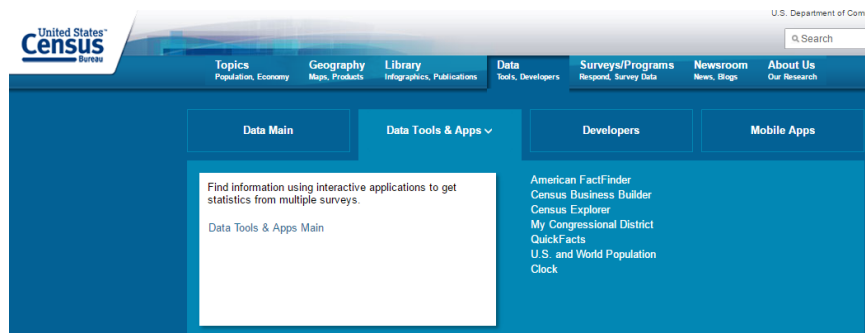 U.S. Department of Com
United States™
Census
Bureau
Search
Topics
Population, Economy
Geography
Maps, Products
Library
Infographics, Publications
Data
Tools, Developers
Surveys/Programs
Respond, Survey Data
Newsroom
News, Blogs
About Us
Our Research
Data Main
Data Tools & Apps
Developers
Mobile Apps
Find information using interactive applications to get
statistics from multiple surveys.
Data Tools & Apps Main
American FactFinder
Census Business Builder
Census Explorer
My Congressional District
QuickFacts
U.S. and World Population
Clock